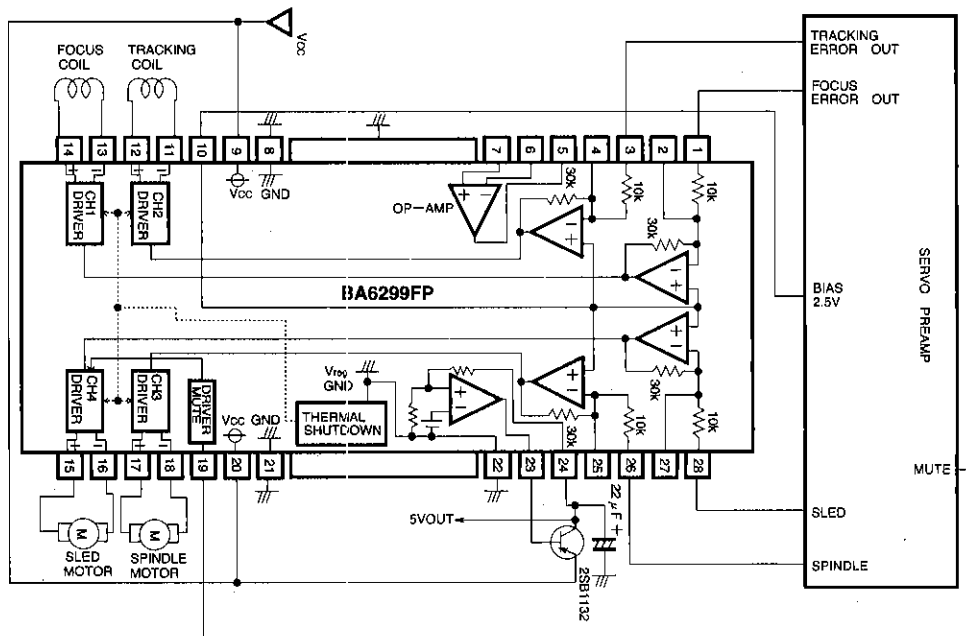 FOCUS
COIL
TRACKING
COIL
Vcc
TRACKING
ERROR OUT
FOCUS
ERROR OUT
14
13
12
11
10
9
8
7
6
5
4
3
2
1
Vcc GND
CH1
DRIVER
CH2
DRIVER
OP-AMP
30k
10k
30k
10k
BA6299FP
BIAS
2.5V
SERVO PREAMP
CH4
DRIVER
CH3
DRIVER
DRIVER
MUTE
Vcc GND
Vreg
GND
THERMAL
SHUTDOWN
30k
10k
30k
10k
15
16
17
18
19
20
21
22
23
24
25
26
27
28
MUTE
SLED
SPINDLE
M
M
SLED
MOTOR
SPINDLE
MOTOR
5VOUT
22μF
+
2SB1132